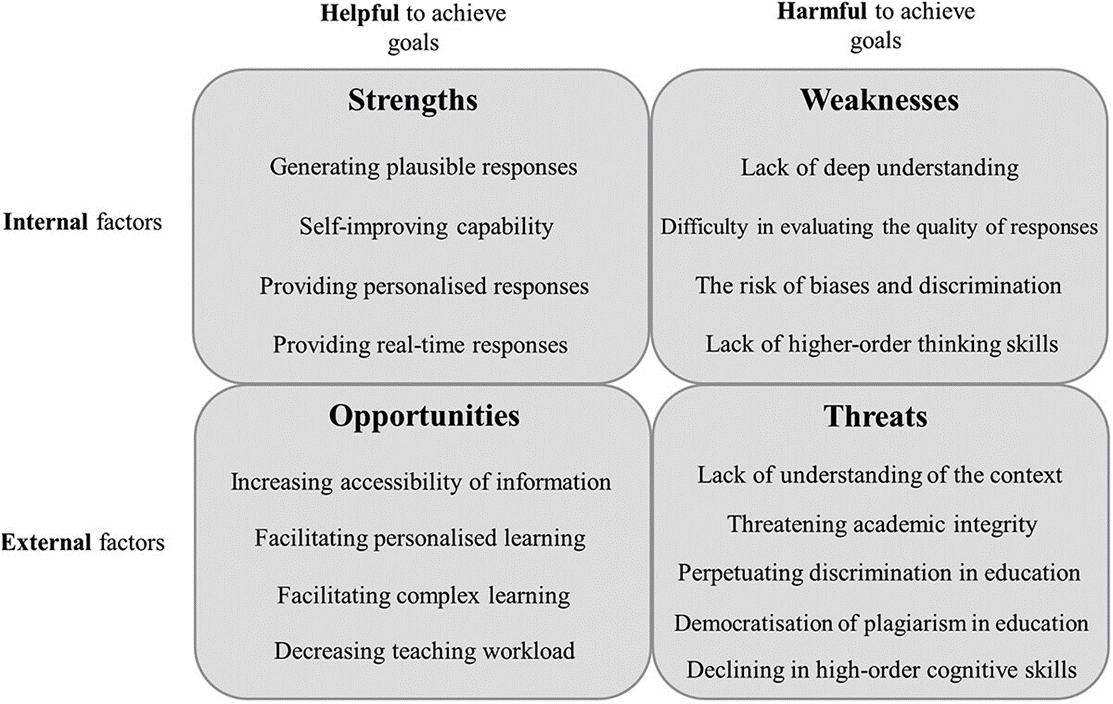 Helpful to achieve
goals
Harmful to achieve
goals
Internal factors
Strengths
Generating plausible responses
Self-improving capability
Providing personalised responses
Providing real-time responses
Weaknesses
Lack of deep understanding
Difficulty in evaluating the quality of responses
The risk of biases and discrimination
Lack of higher-order thinking skills
External factors
Opportunities
Increasing accessibility of information
Facilitating personalised learning
Facilitating complex learning
Decreasing teaching workload
Threats
Lack of understanding of the context
Threatening academic integrity
Perpetuating discrimination in education
Democratisation of plagiarism in education
Declining in high-order cognitive skills